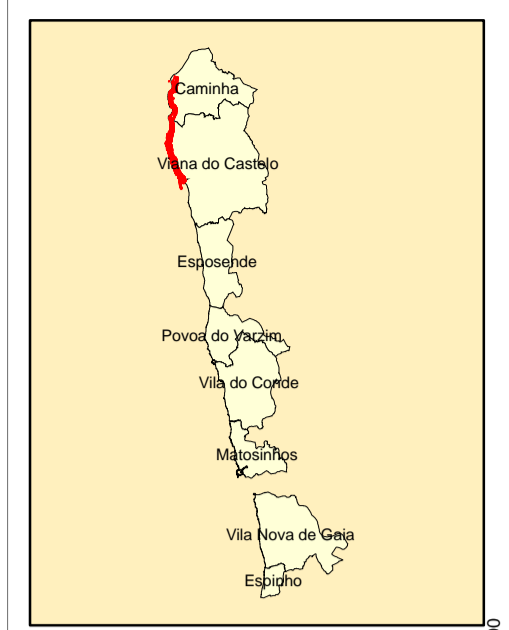 Caminha
Viana do Castelo
Esposende
Povoa do Varzim
Vila do Conde
Matosinhos
Vila Nova de Gaia
Espinho